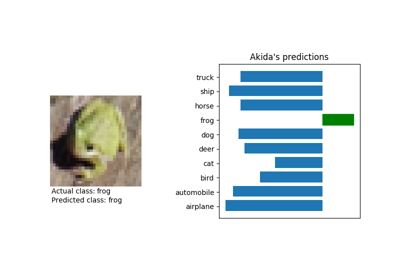 Akida's predictions
truck
ship
horse
frog
dog
deer
cat
bird
automobile
airplane
Actual class: frog
Predicted class: frog